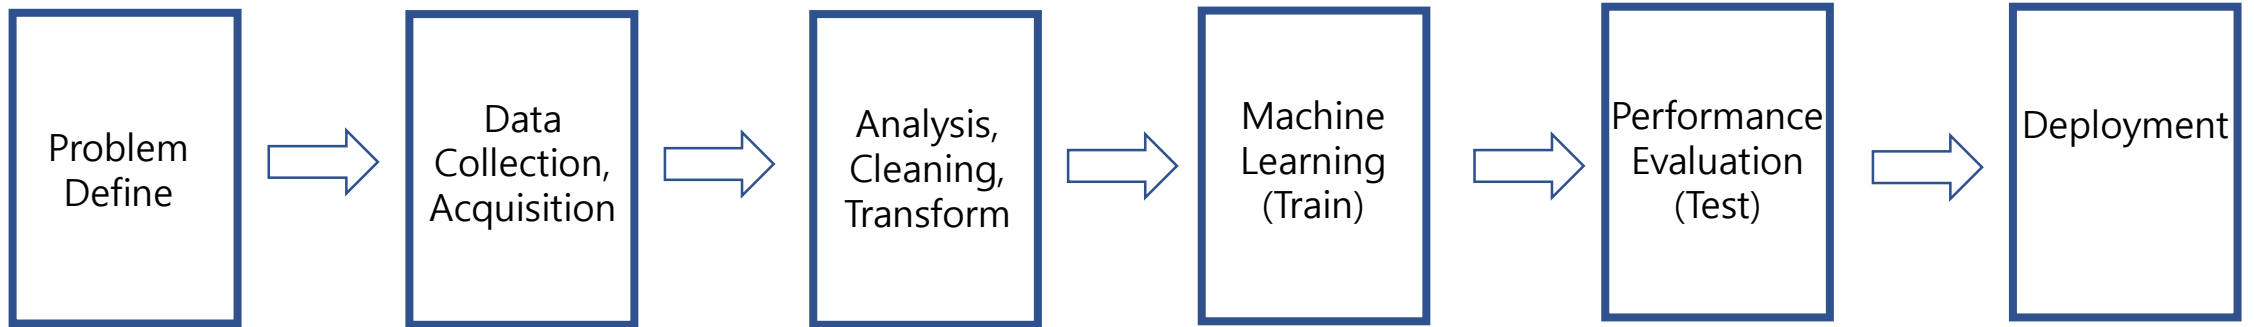 Problem
Define
Data
Collection,
Acquisition
Analysis,
Cleaning,
Transform
Machine
Learning
(Train)
Performance
Evaluation
(Test)
Deployment